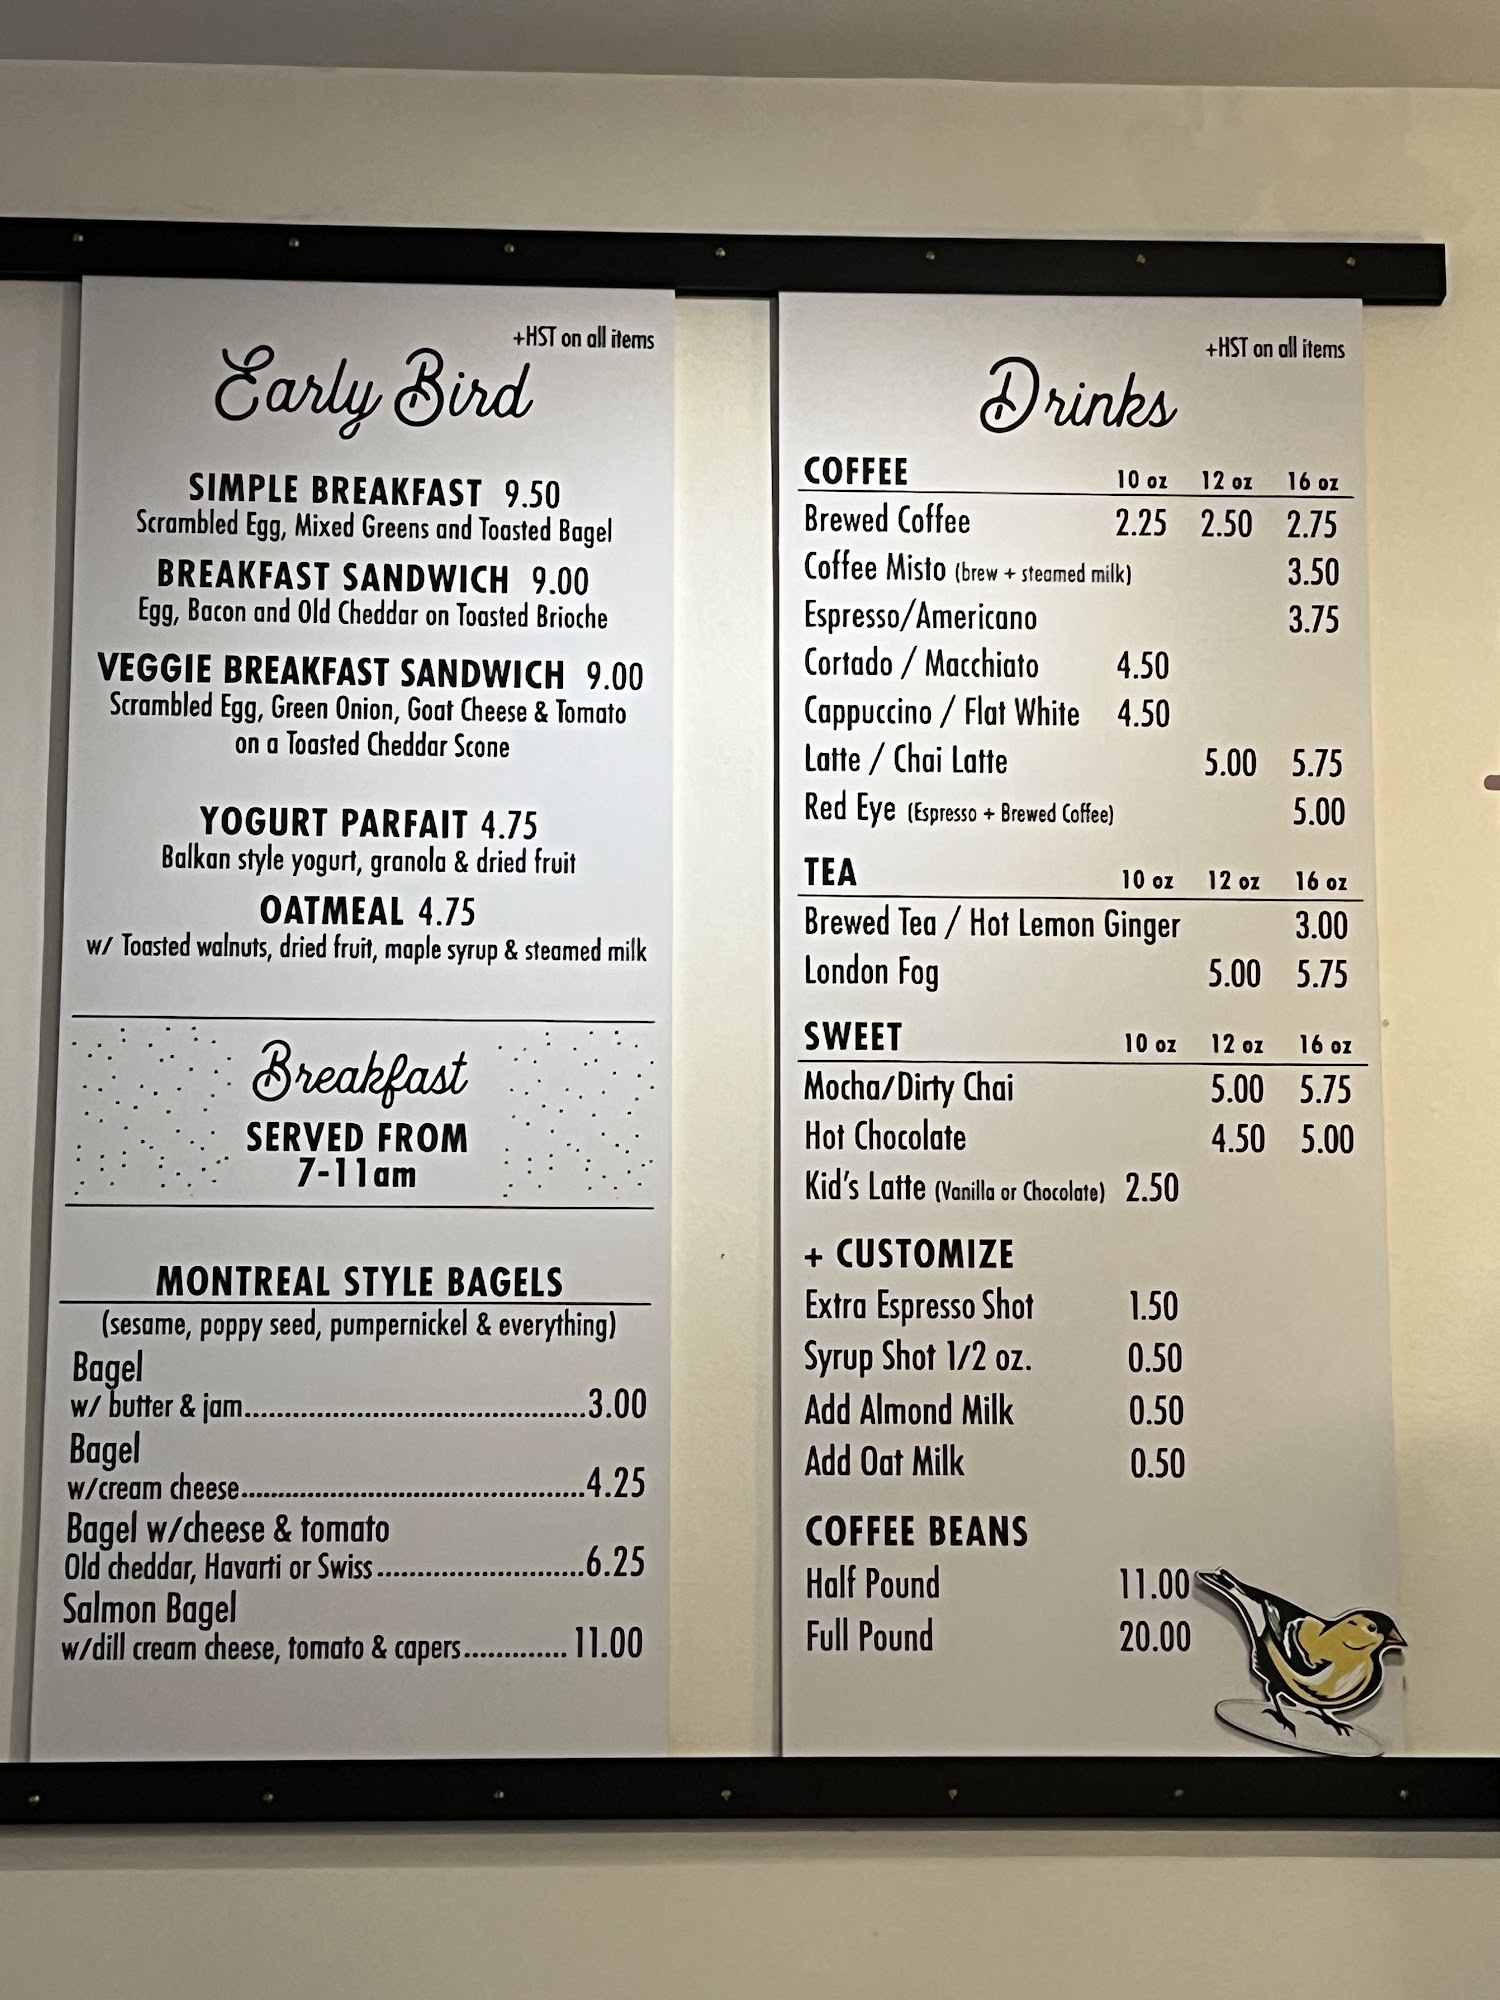 +HST on all items
Early Bird
SIMPLE BREAKFAST 9.50
Scrambled Egg, Mixed Greens and Toasted Bagel
BREAKFAST SANDWICH 9.00
Egg, Bacon and Old Cheddar on Toasted Brioche
VEGGIE BREAKFAST SANDWICH 9.00
Scrambled Egg, Green Onion, Goat Cheese & Tomato
on a Toasted Cheddar Scone
YOGURT PARFAIT 4.75
Balkan style yogurt, granola & dried fruit
OATMEAL 4.75
w/ Toasted walnuts, dried fruit, maple syrup & steamed milk
Breakfast
SERVED FROM
7-11am
MONTREAL STYLE BAGELS
(sesame, poppy seed, pumpernickel & everything)
Bagel
w/ butter & jam..........................................3.00
Bagel
w/cream cheese..........................................4.25
Bagel w/cheese & tomato
Old cheddar, Havarti or Swiss..........................6.25
Salmon Bagel
w/dill cream cheese, tomato & capers............. 11.00
+HST on all items
Drinks
COFFEE 10 oz 12 oz 16 oz
Brewed Coffee 2.25 2.50 2.75
Coffee Misto (brew + steamed milk) 3.50
Espresso/Americano 3.75
Cortado / Macchiato 4.50
Cappuccino / Flat White 4.50
Latte / Chai Latte 5.00 5.75
Red Eye (Espresso + Brewed Coffee) 5.00
TEA 10 oz 12 oz 16 oz
Brewed Tea / Hot Lemon Ginger 3.00
London Fog 5.00 5.75
SWEET 10 oz 12 oz 16 oz
Mocha/Dirty Chai 5.00 5.75
Hot Chocolate 4.50 5.00
Kid's Latte (Vanilla or Chocolate) 2.50
+ CUSTOMIZE
Extra Espresso Shot 1.50
Syrup Shot 1/2 oz. 0.50
Add Almond Milk 0.50
Add Oat Milk 0.50
COFFEE BEANS
Half Pound 11.00
Full Pound 20.00